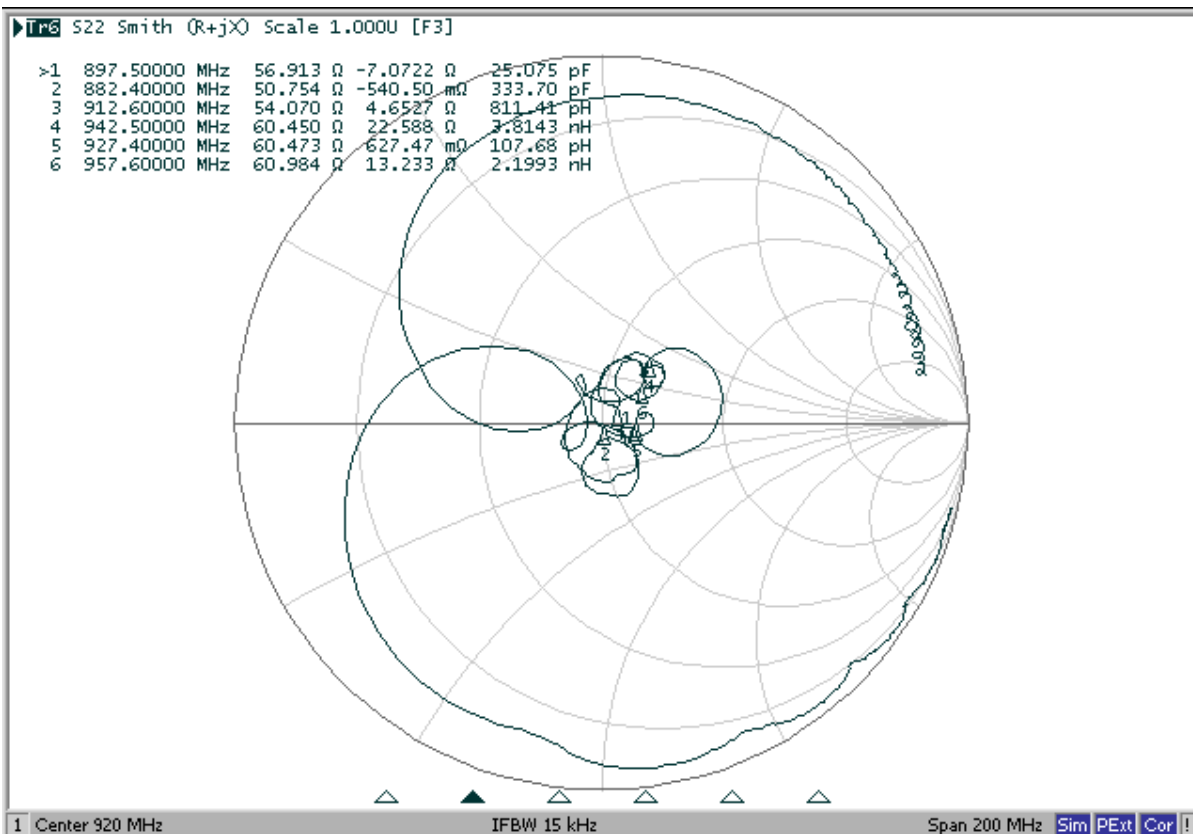 Tr6 S22 Smith (R+jX) Scale 1.000U [F3]
>1 897.50000 MHz 56.913 Ω -7.0722 Ω 25.075 pF
2 882.40000 MHz 50.754 Ω -540.50 mΩ 333.70 pF
3 912.60000 MHz 54.070 Ω 4.6527 Ω 811.41 pH
4 942.50000 MHz 60.450 Ω 22.588 Ω 3.8143 nH
5 927.40000 MHz 60.473 Ω 627.47 mΩ 107.68 pH
6 957.60000 MHz 60.984 Ω 13.233 Ω 2.1993 nH
4
6
1
2
1 Center 920 MHz IFBW 15 kHz Span 200 MHz Sim PExt Cor !